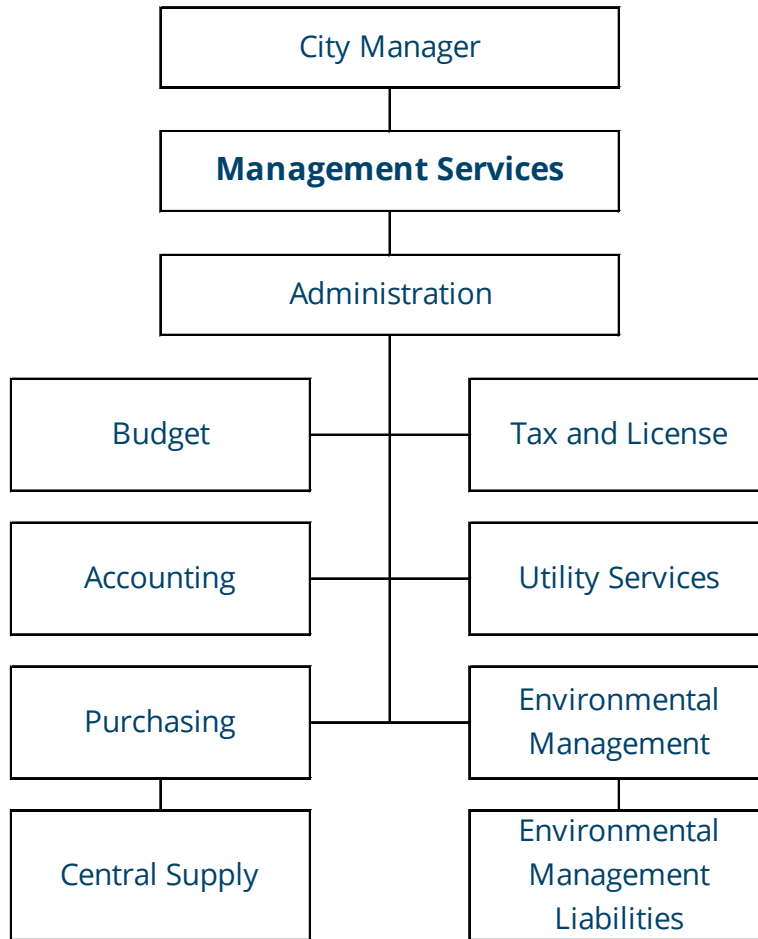 City Manager
Management Services
Administration
Budget
Tax and License
Accounting
Utility Services
Purchasing
Environmental
Management
Central Supply
Environmental
Management
Liabilities